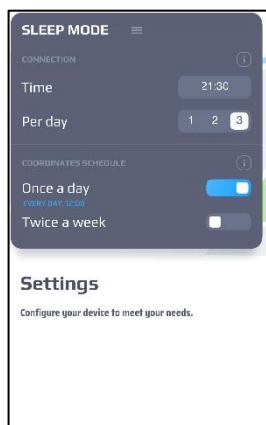 SLEEP MODE
CONNECTION
Time 21:30
Per day 1 2 3
COORDINATES SCHEDULE
Once a day
EVERY DAY, 12:00
Twice a week
Settings
Configure your device to meet your needs.